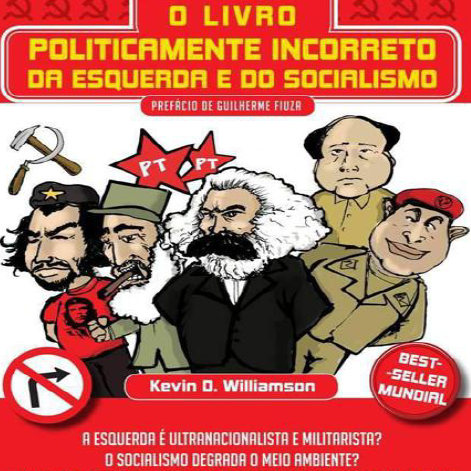 O LIVRO
POLITICAMENTE INCORRETO
DA ESQUERDA E DO SOCIALISMO
PREFÁCIO DE GUILHERME FIUZA
PT PT
Kevin D. Williamson
BEST-
-SELLER
MUNDIAL
A ESQUERDA É ULTRANACIONALISTA E MILITARISTA?
O SOCIALISMO DEGRADA O MEIO AMBIENTE?